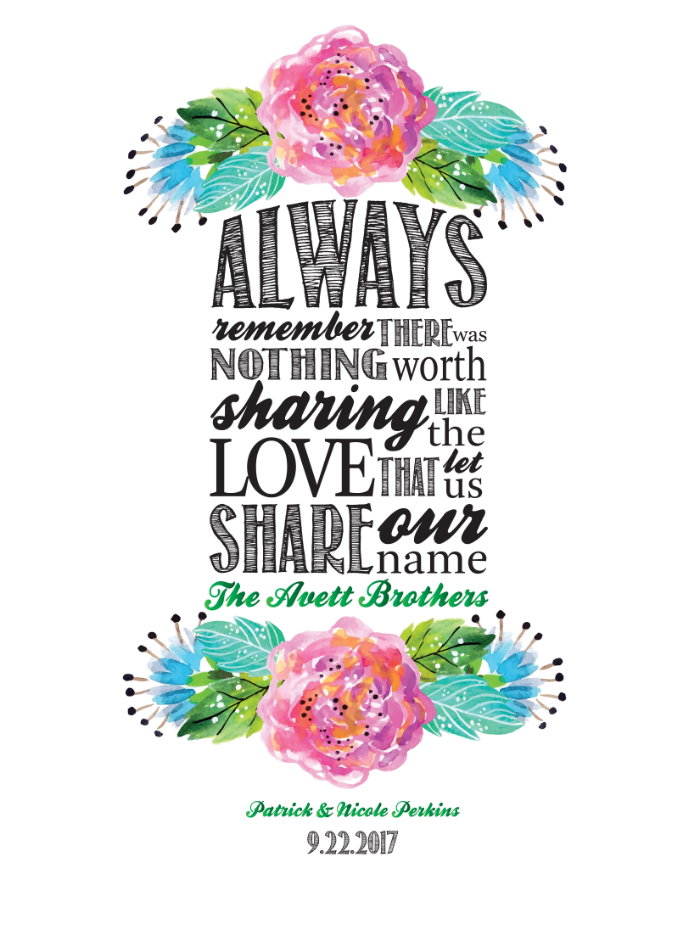 ALWAYS
remember THERE was
NOTHING worth
sharing LIKE
the
LOVE THAT let
us
SHARE our
name
The Avett Brothers
Patrick & Nicole Perkins
9.22.2017